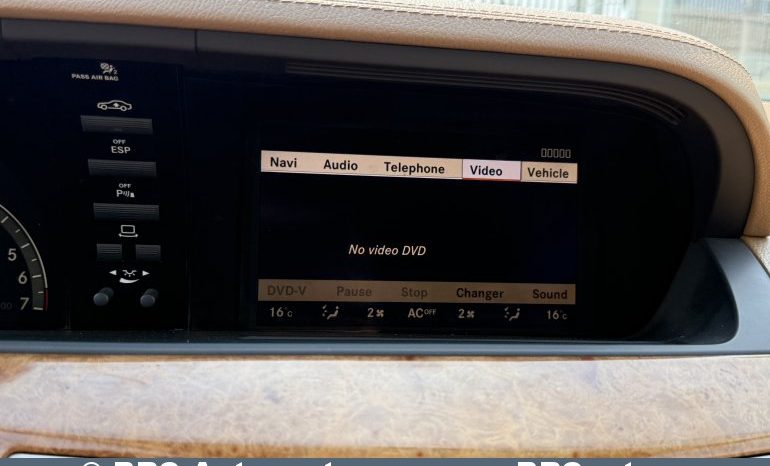 PASS AIR BAG
OFF
ESP
OFF
P
Navi Audio Telephone Video Vehicle
No video DVD
DVD-V Pause Stop Changer Sound
16°C 2 AC OFF 2 16°C
5
6
7